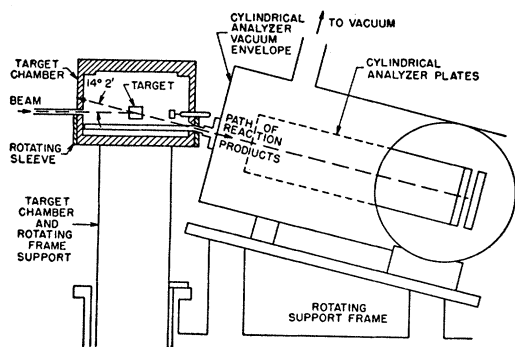 CYLINDRICAL
ANALYZER
VACUUM
ENVELOPE
TO VACUUM
TARGET
CHAMBER
14° 2'
TARGET
CYLINDRICAL
ANALYZER PLATES
BEAM
PATH OF
REACTION
PRODUCTS
ROTATING
SLEEVE
TARGET
CHAMBER
AND
ROTATING
FRAME
SUPPORT
ROTATING
SUPPORT FRAME